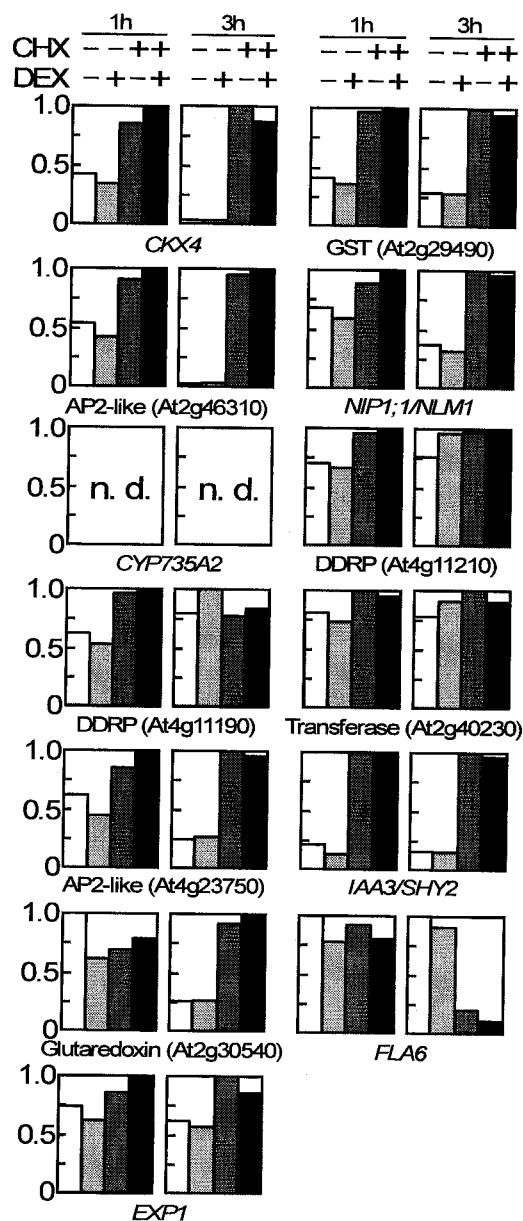 1h 3h 1h 3h
CHX − − + + − − + + − − + + − − + +
DEX − + − + − + − + − + − + − + − +
1.0
0.5
0
CKX4 GST (At2g29490)
1.0
0.5
0
AP2-like (At2g46310) NIP1;1/NLM1
1.0
0.5
0
n. d. n. d.
CYP735A2 DDRP (At4g11210)
1.0
0.5
0
DDRP (At4g11190) Transferase (At2g40230)
1.0
0.5
0
AP2-like (At4g23750) IAA3/SHY2
1.0
0.5
0
Glutaredoxin (At2g30540) FLA6
1.0
0.5
0
EXP1